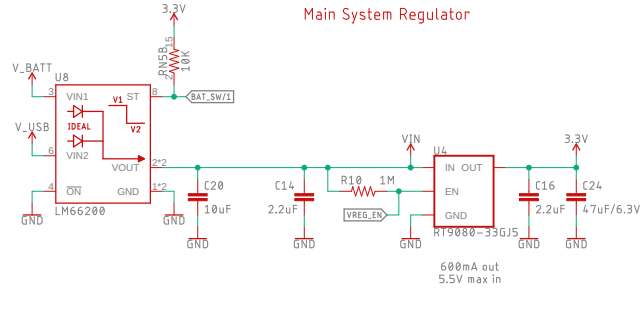 Main System Regulator
3.3V
RN5B
15
2
10K
V_BATT
U8
3
VIN1
ST
8
BAT_SW/1
V1
V_USB
IDEAL
V2
6
VIN2
VOUT
2*2
VIN
U4
3.3V
IN
OUT
4
ON
GND
1*2
C20
10uF
C14
2.2uF
R10
1M
EN
C16
2.2uF
C24
47uF/6.3V
VREG_EN
GND
LM66200
GND
GND
RT9080-33GJ5
GND
GND
GND
GND
GND
600mA out
5.5V max in